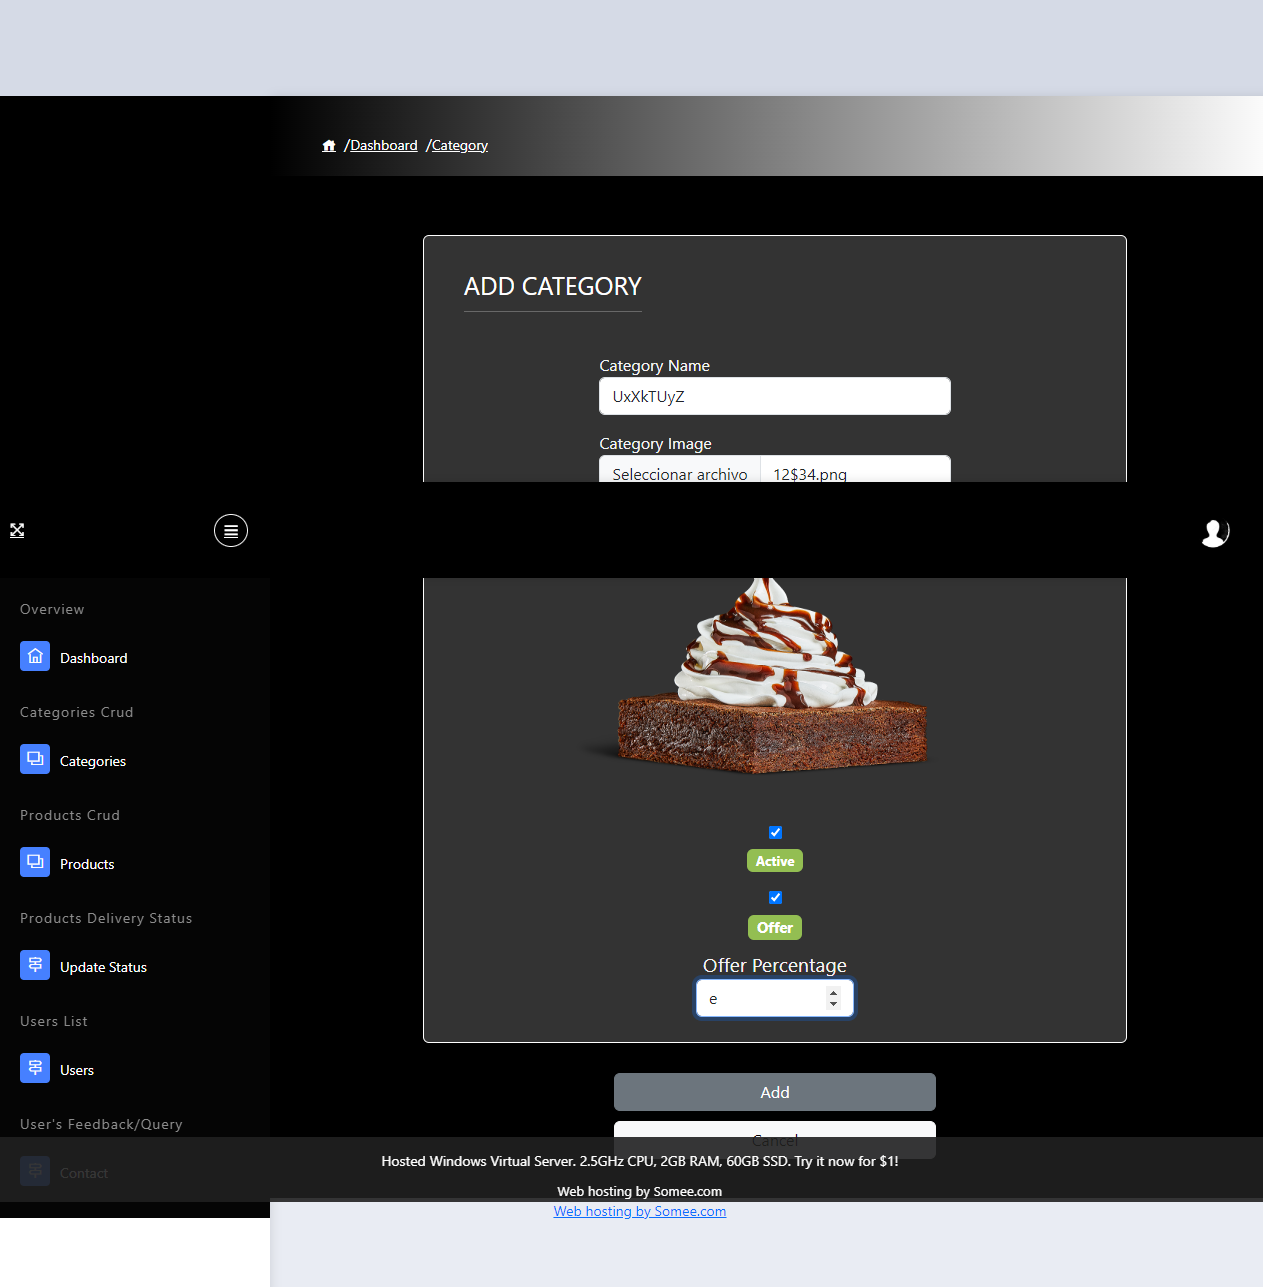 /Dashboard /Category
ADD CATEGORY
Category Name
UxXkTUyZ
Category Image
Seleccionar archivo 12$34.png
Overview
Dashboard
Categories Crud
Categories
Products Crud
Products
Products Delivery Status
Update Status
Users List
Users
User's Feedback/Query
Contact
Active
Offer
Offer Percentage
e
Add
Cancel
Hosted Windows Virtual Server. 2.5GHz CPU, 2GB RAM, 60GB SSD. Try it now for $1!
Web hosting by Somee.com
Web hosting by Somee.com